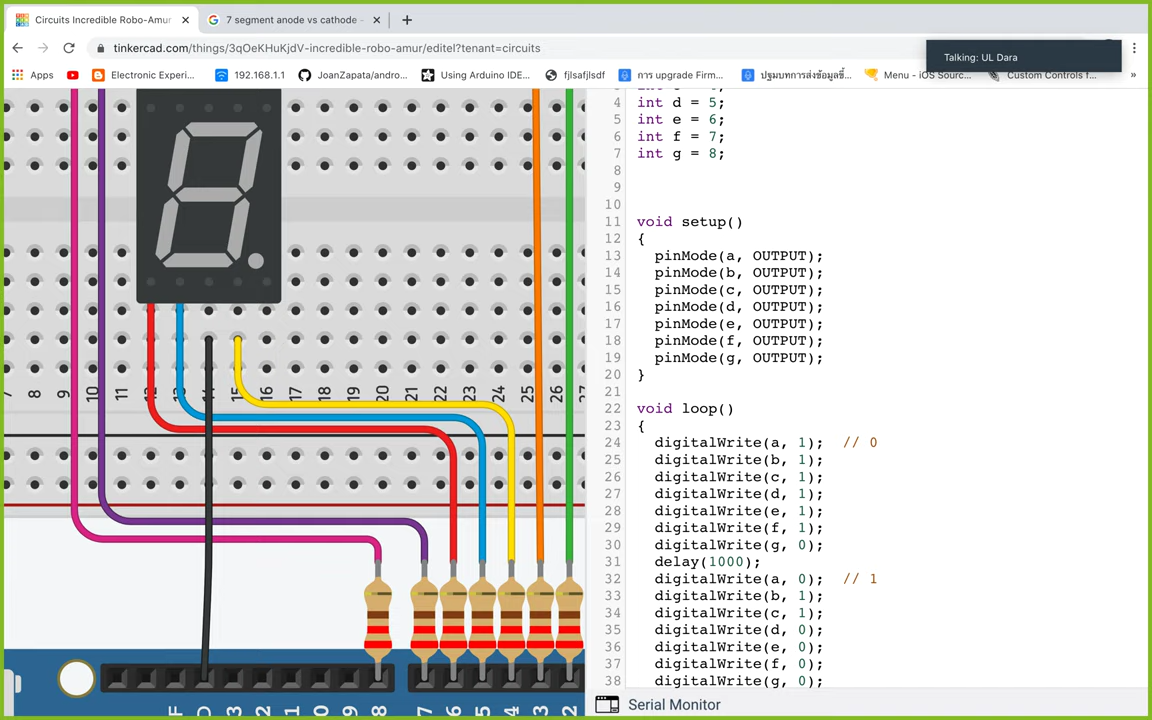 Circuits Incredible Robo-Amur
7 segment anode vs cathode -
tinkercad.com/things/3qOeKHuKjdV-incredible-robo-amur/editel?tenant=circuits
Talking: UL Dara
Apps
Electronic Experi...
192.168.1.1
JoanZapata/andro...
Using Arduino IDE...
fjlsafjlsdf
การ upgrade Firm...
ปฐมบทการส่งข้อมูลขึ้...
Menu - iOS Sourc...
Custom Controls f...
»
4 int d = 5;
5 int e = 6;
6 int f = 7;
7 int g = 8;
8
9
10
11 void setup()
12 {
13 pinMode(a, OUTPUT);
14 pinMode(b, OUTPUT);
15 pinMode(c, OUTPUT);
16 pinMode(d, OUTPUT);
17 pinMode(e, OUTPUT);
18 pinMode(f, OUTPUT);
19 pinMode(g, OUTPUT);
20 }
21
22 void loop()
23 {
24 digitalWrite(a, 1); // 0
25 digitalWrite(b, 1);
26 digitalWrite(c, 1);
27 digitalWrite(d, 1);
28 digitalWrite(e, 1);
29 digitalWrite(f, 1);
30 digitalWrite(g, 0);
31 delay(1000);
32 digitalWrite(a, 0); // 1
33 digitalWrite(b, 1);
34 digitalWrite(c, 1);
35 digitalWrite(d, 0);
36 digitalWrite(e, 0);
37 digitalWrite(f, 0);
38 digitalWrite(g, 0);
Serial Monitor
7 8 9 10 11 12 13 14 15 16 17 18 19 20 21 22 23 24 25 26 27
8 7 6 5 4 3 2